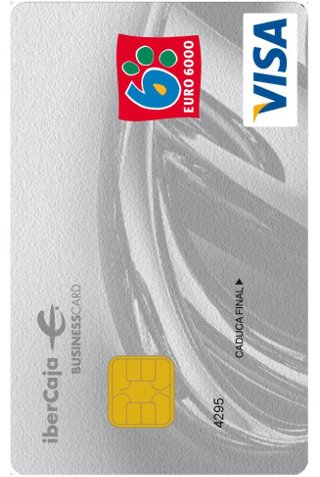 iberCaja
BUSINESSCARD
EURO 6000
4295
CADUCA FINAL
VISA